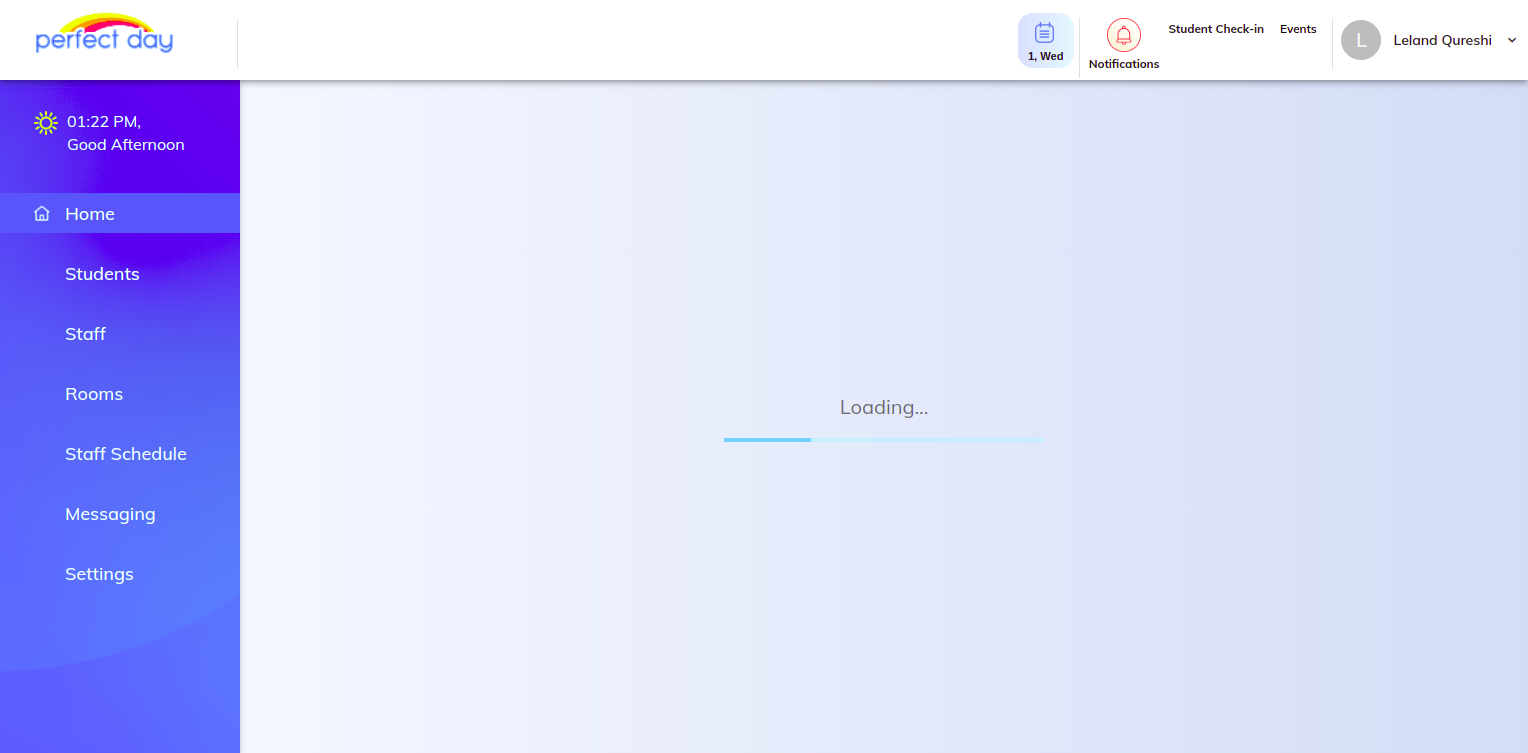 perfect day
1, Wed
Notifications
Student Check-in
Events
L
Leland Qureshi
01:22 PM,
Good Afternoon
Home
Students
Staff
Rooms
Staff Schedule
Messaging
Settings
Loading...